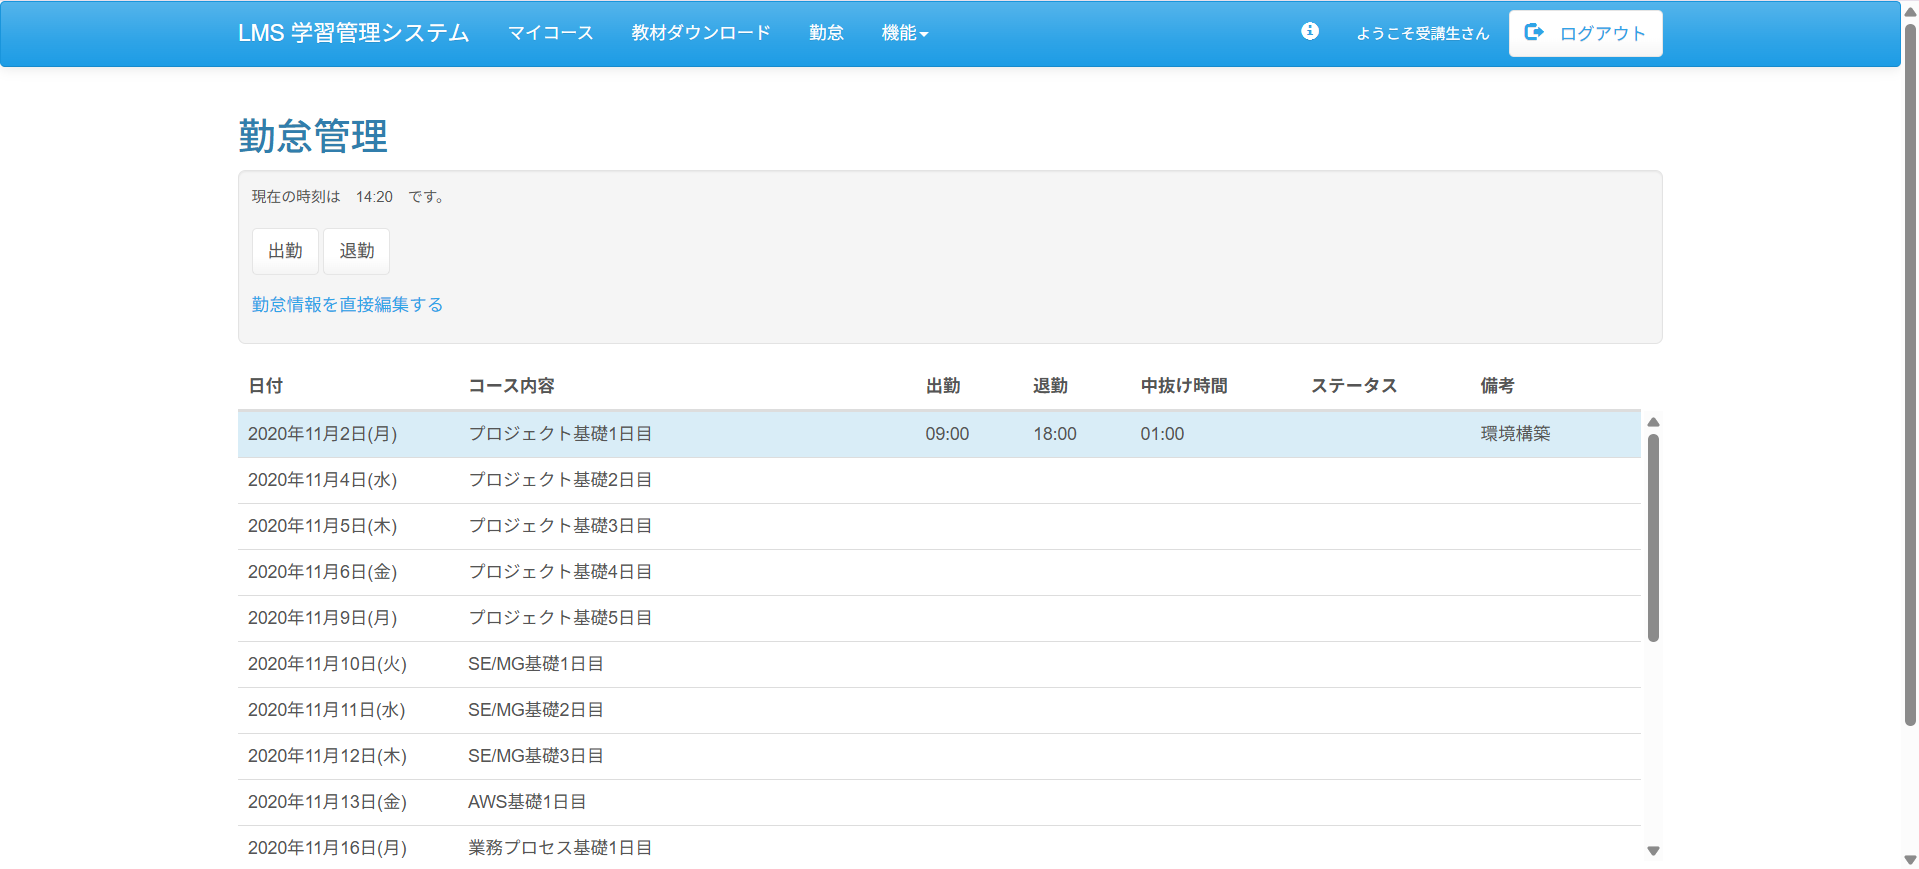 LMS 学習管理システム マイコース 教材ダウンロード 勤怠 機能 ようこそ受講生さん ログアウト
勤怠管理
現在の時刻は 14:20 です。
出勤 退勤
勤怠情報を直接編集する
日付 コース内容 出勤 退勤 中抜け時間 ステータス 備考
2020年11月2日(月) プロジェクト基礎1日目 09:00 18:00 01:00 環境構築
2020年11月4日(水) プロジェクト基礎2日目
2020年11月5日(木) プロジェクト基礎3日目
2020年11月6日(金) プロジェクト基礎4日目
2020年11月9日(月) プロジェクト基礎5日目
2020年11月10日(火) SE/MG基礎1日目
2020年11月11日(水) SE/MG基礎2日目
2020年11月12日(木) SE/MG基礎3日目
2020年11月13日(金) AWS基礎1日目
2020年11月16日(月) 業務プロセス基礎1日目